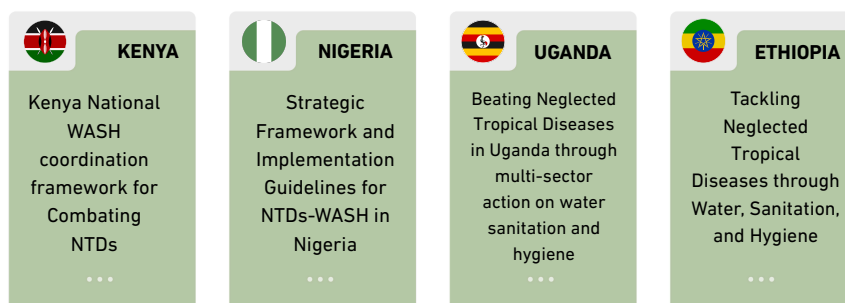 KENYA
Kenya National
WASH
coordination
framework for
Combating
NTDs
NIGERIA
Strategic
Framework and
Implementation
Guidelines for
NTDs-WASH in
Nigeria
UGANDA
Beating Neglected
Tropical Diseases
in Uganda through
multi-sector
action on water
sanitation and
hygiene
ETHIOPIA
Tackling
Neglected
Tropical
Diseases through
Water, Sanitation,
and Hygiene